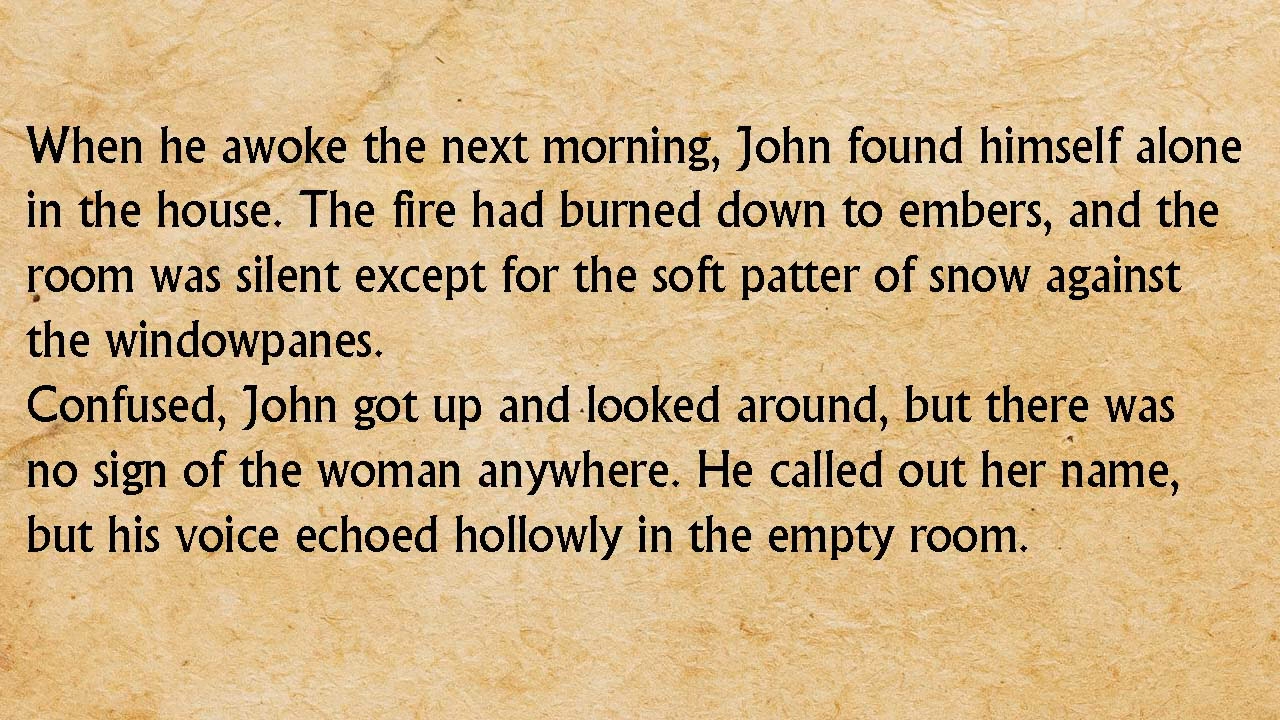 When he awoke the next morning, John found himself alone
in the house. The fire had burned down to embers, and the
room was silent except for the soft patter of snow against
the windowpanes.
Confused, John got up and looked around, but there was
no sign of the woman anywhere. He called out her name,
but his voice echoed hollowly in the empty room.